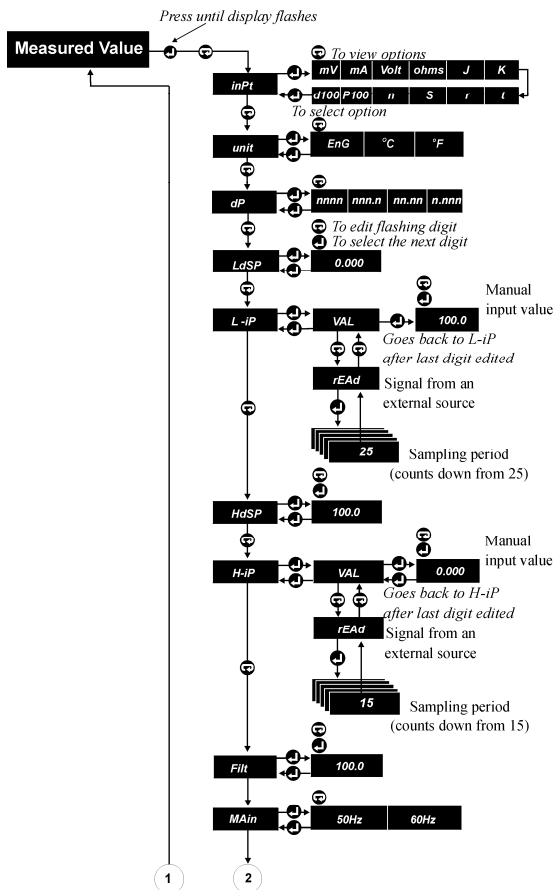 Press until display flashes
Measured Value
To view options
inPt
mV mA Volt ohms J K
d100 P100 n S r t
To select option
unit
EnG °C °F
dP
nnnn nnn.n nn.nn n.nnn
To edit flashing digit
To select the next digit
LdSP
0.000
Manual
input value
L-iP
VAL
100.0
Goes back to L-iP
after last digit edited
rEAd
Signal from an
external source
25
Sampling period
(counts down from 25)
HdSP
100.0
Manual
input value
H-iP
VAL
0.000
Goes back to H-iP
after last digit edited
rEAd
Signal from an
external source
15
Sampling period
(counts down from 15)
Filt
100.0
MAin
50Hz 60Hz
1
2